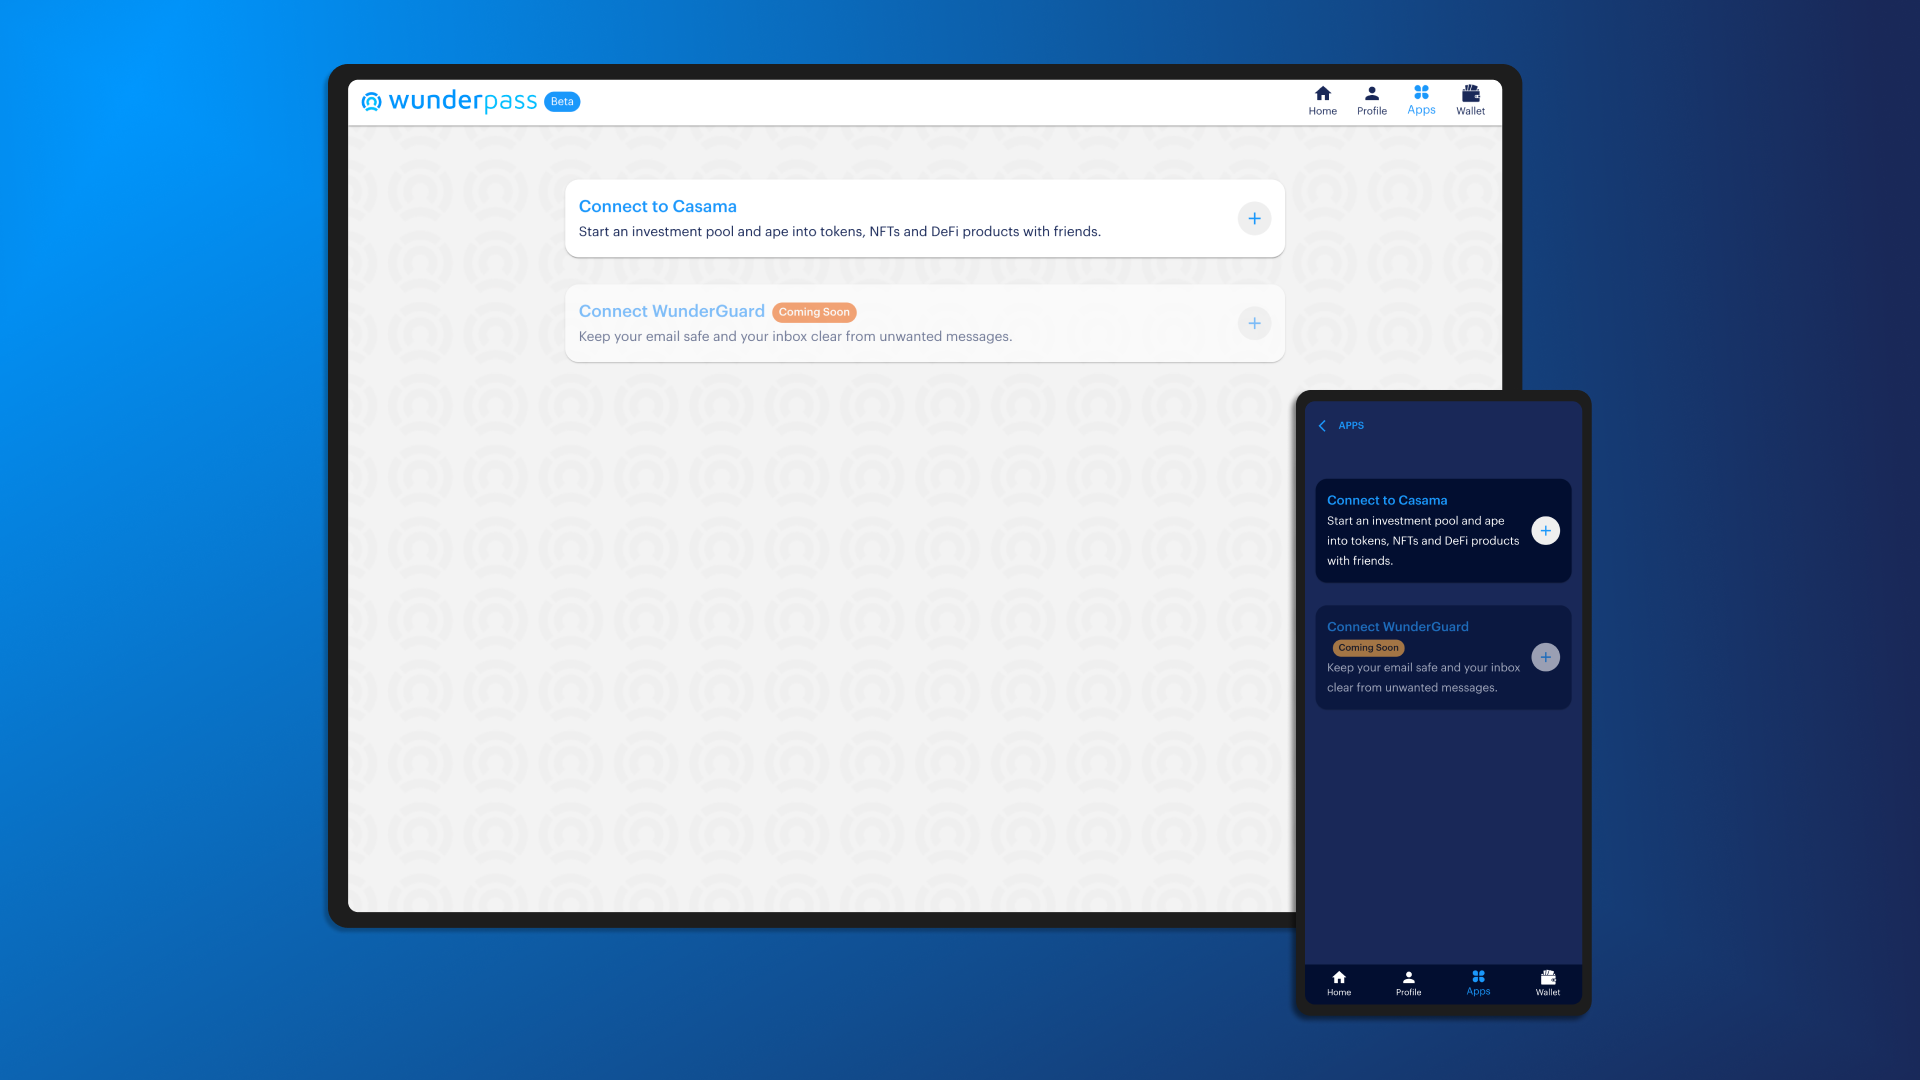 wunderpass Beta
Home Profile Apps Wallet
Connect to Casama
Start an investment pool and ape into tokens, NFTs and DeFi products with friends.
Connect WunderGuard Coming Soon
Keep your email safe and your inbox clear from unwanted messages.
APPS
Connect to Casama
Start an investment pool and ape
into tokens, NFTs and DeFi products
with friends.
Connect WunderGuard
Coming Soon
Keep your email safe and your inbox
clear from unwanted messages.
Home Profile Apps Wallet